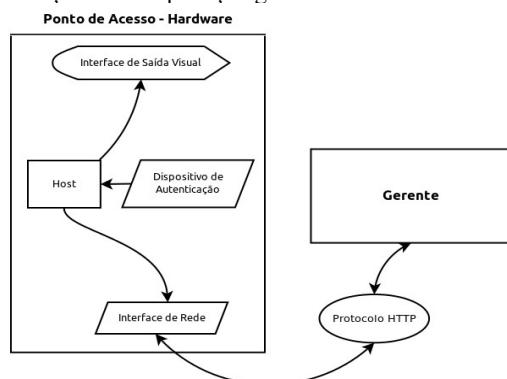 Ponto de Acesso - Hardware
Interface de Saída Visual
Host
Dispositivo de
Autenticação
Gerente
Interface de Rede
Protocolo HTTP